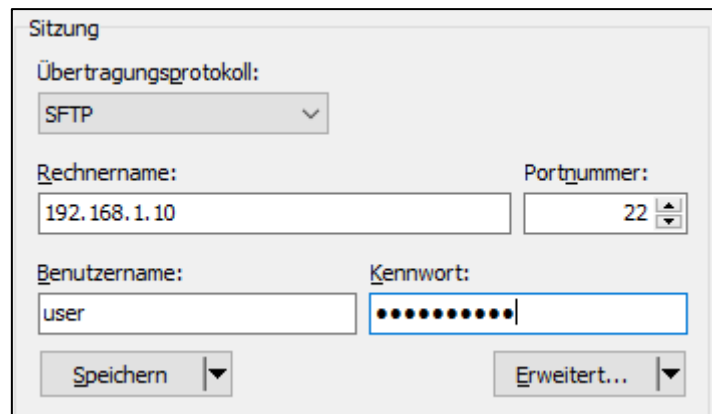 Sitzung
Übertragungsprotokoll:
SFTP
Rechnername: Portnummer:
192.168.1.10 22
Benutzername: Kennwort:
user ●●●●●●●●●●
Speichern Erweitert...